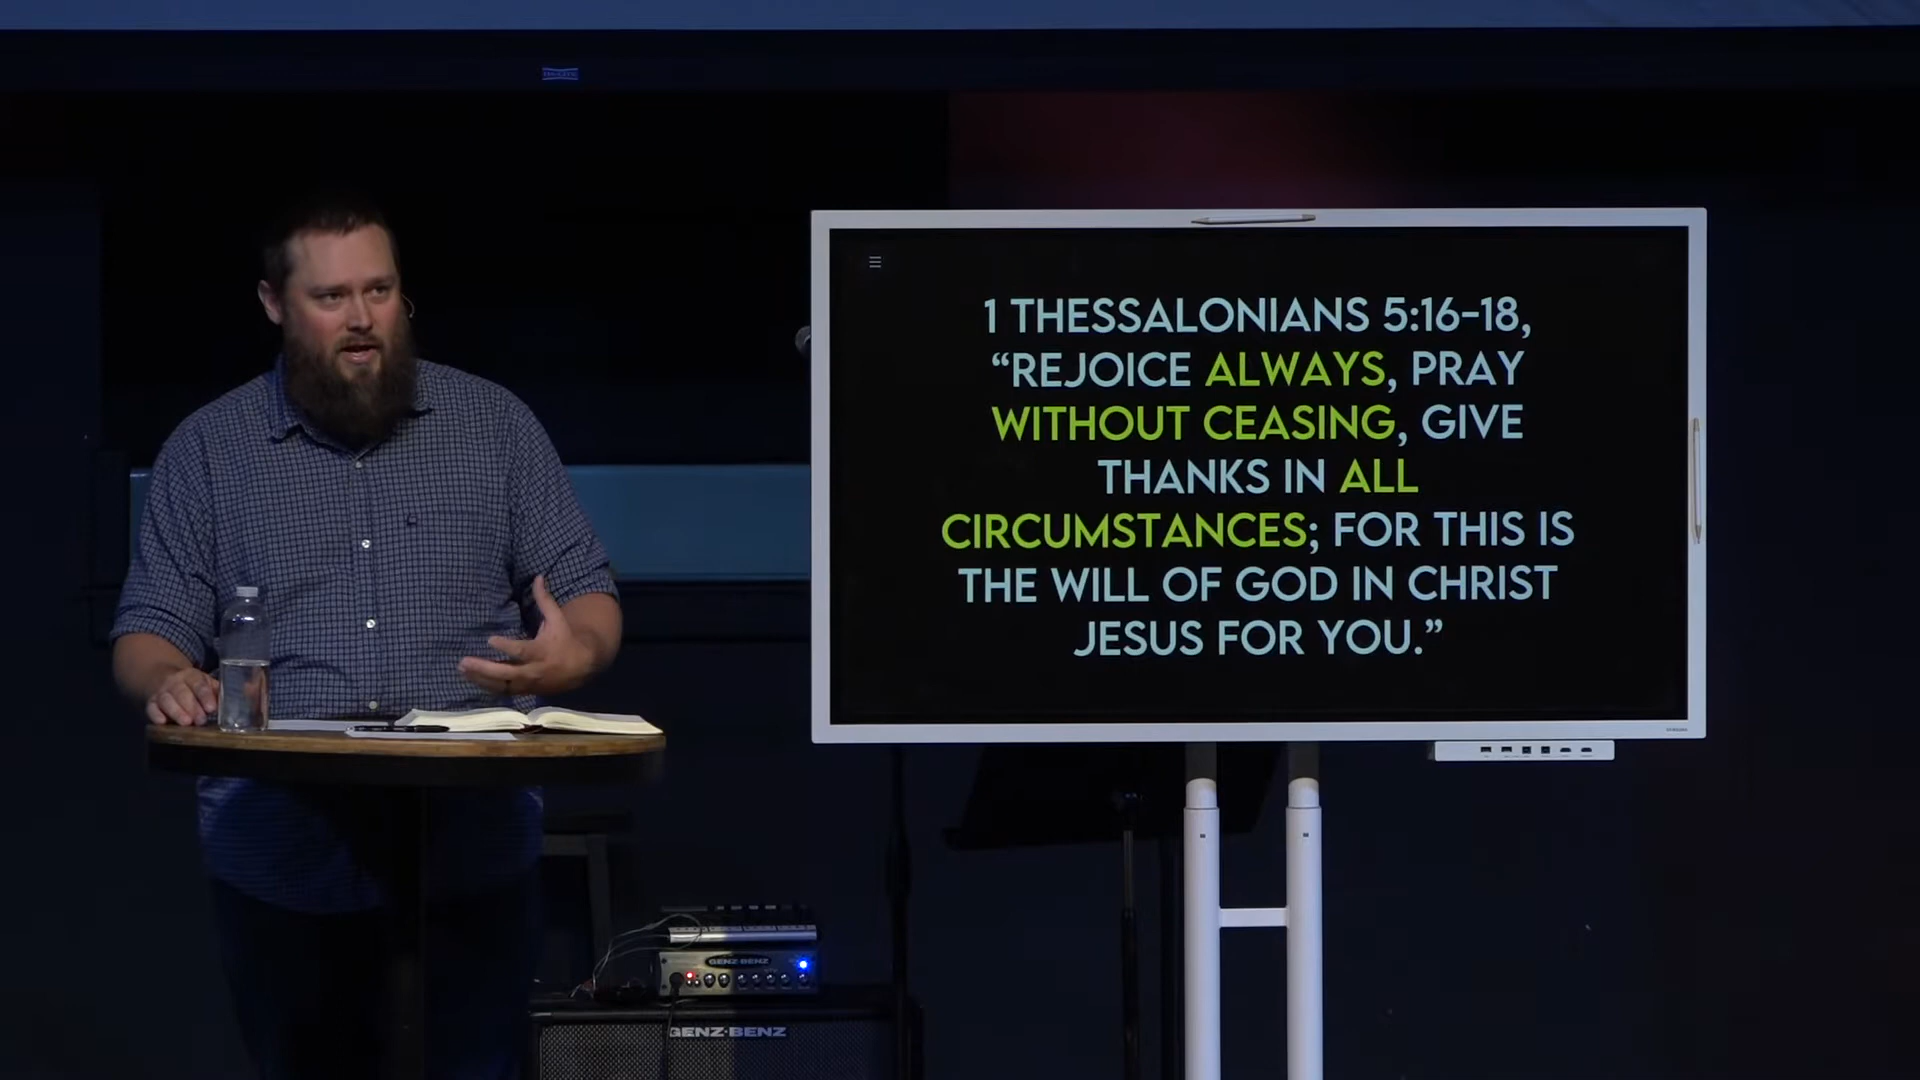 1 THESSALONIANS 5:16-18,
“REJOICE ALWAYS, PRAY
WITHOUT CEASING, GIVE
THANKS IN ALL
CIRCUMSTANCES; FOR THIS IS
THE WILL OF GOD IN CHRIST
JESUS FOR YOU.”
GENZ BENZ
GENZ-BENZ